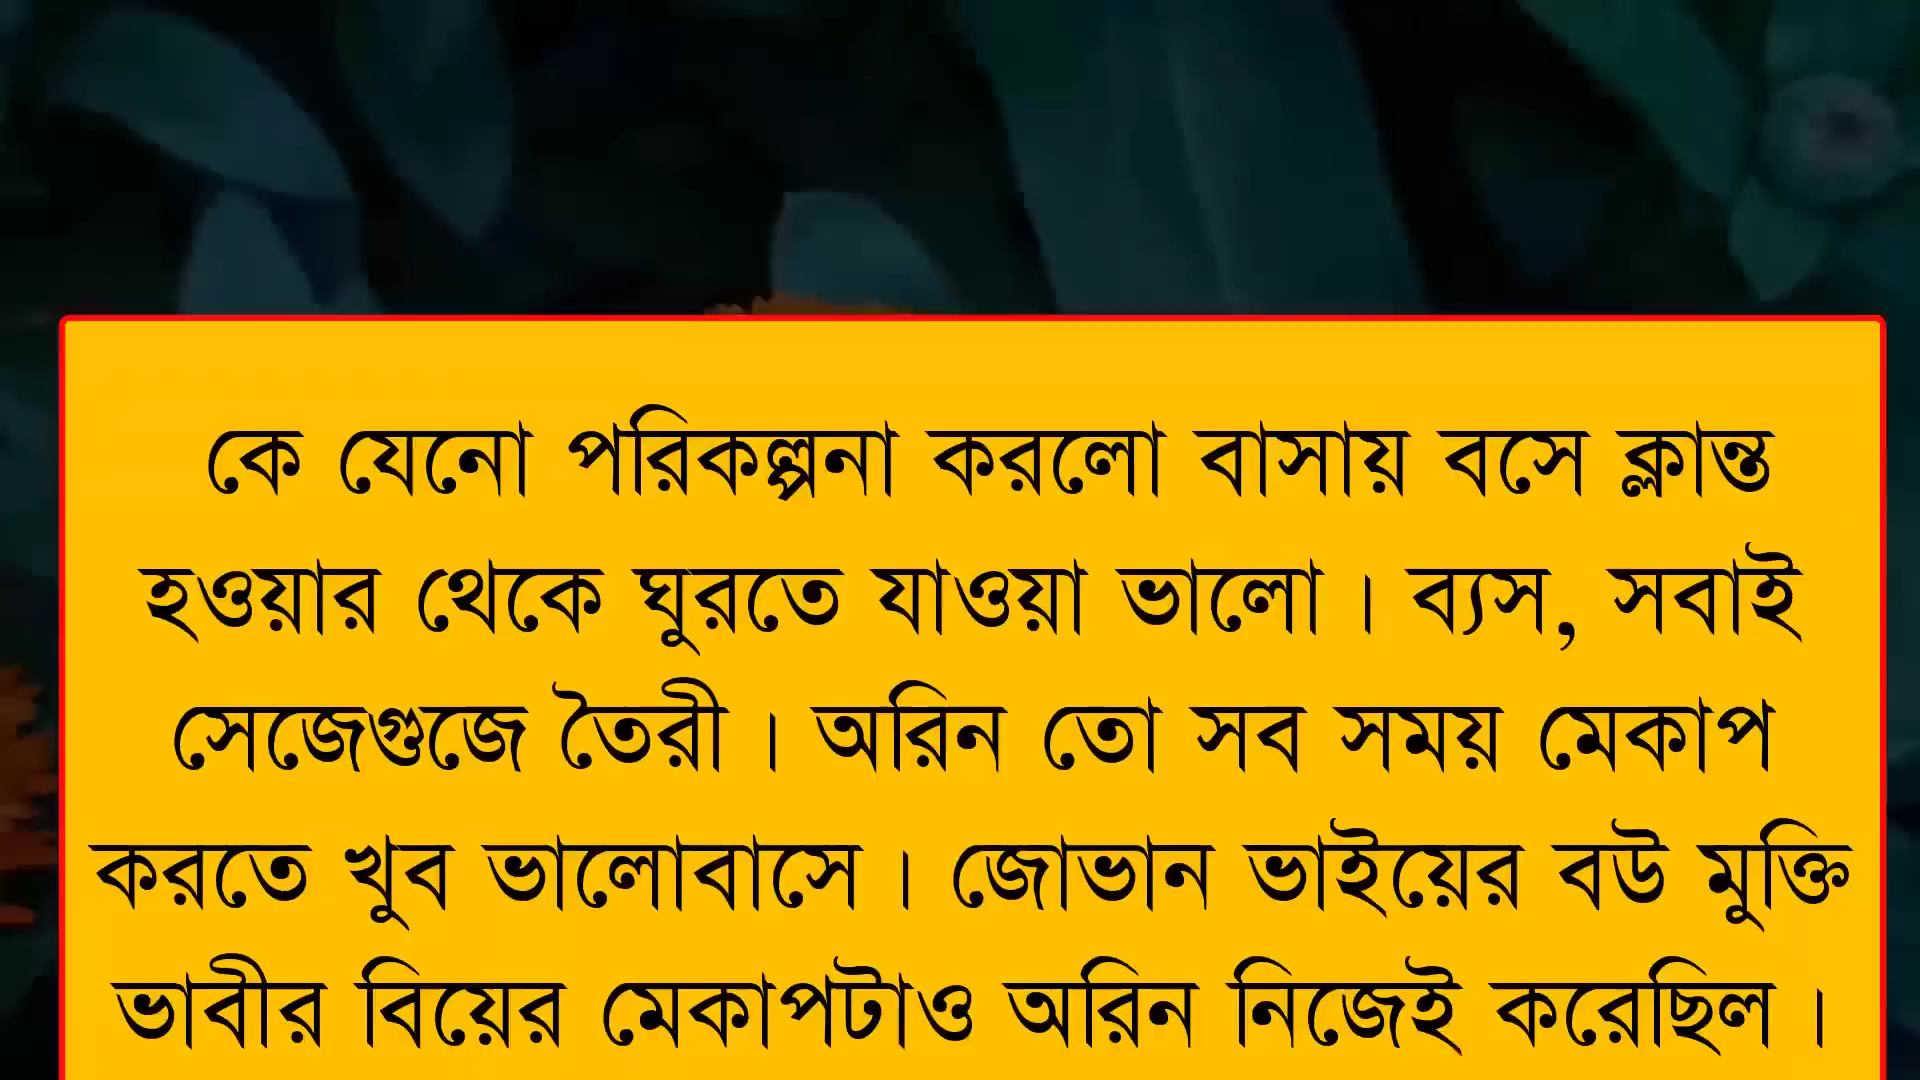 কে যেনো পরিকল্পনা করলো বাসায় বসে ক্লান্ত
হওয়ার থেকে ঘুরতে যাওয়া ভালো। ব্যস, সবাই
সেজেগুজে তৈরী। অরিন তো সব সময় মেকাপ
করতে খুব ভালোবাসে। জোভান ভাইয়ের বউ মুক্তি
ভাবীর বিয়ের মেকাপটাও অরিন নিজেই করেছিল।